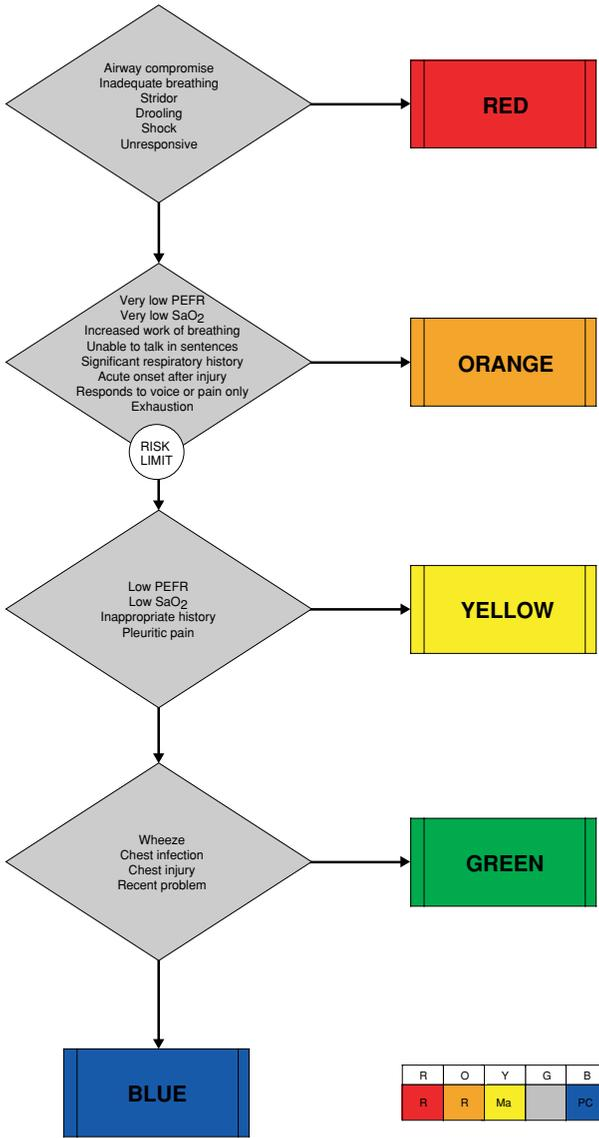 Airway compromise
Inadequate breathing
Stridor
Drooling
Shock
Unresponsive
RED
Very low PEFR
Very low SaO2
Increased work of breathing
Unable to talk in sentences
Significant respiratory history
Acute onset after injury
Responds to voice or pain only
Exhaustion
ORANGE
RISK
LIMIT
Low PEFR
Low SaO2
Inappropriate history
Pleuritic pain
YELLOW
Wheeze
Chest infection
Chest injury
Recent problem
GREEN
BLUE
R O Y G B
R R Ma PC